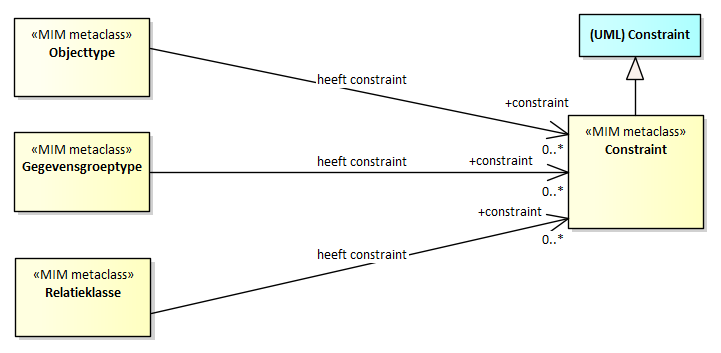 «MIM metaclass»
Objecttype
(UML) Constraint
heeft constraint
+constraint
0..*
«MIM metaclass»
Gegevensgroeptype
heeft constraint
+constraint
0..*
«MIM metaclass»
Constraint
+constraint
0..*
heeft constraint
«MIM metaclass»
Relatieklasse